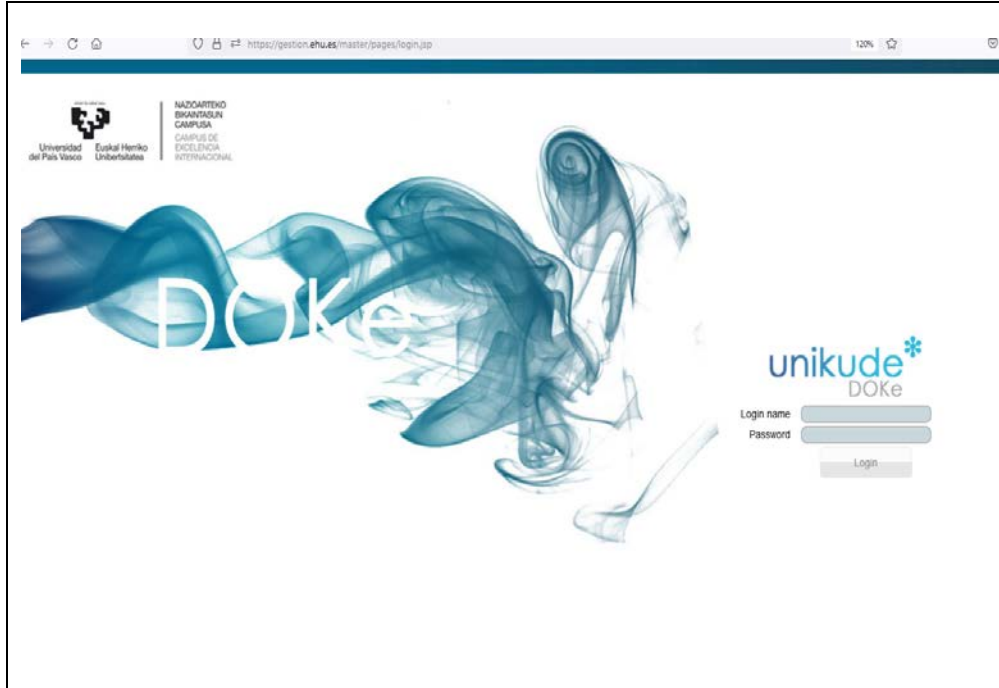 https://gestion.ehu.es/master/pages/login.jsp
120%
Universidad
del País Vasco
Euskal Herriko
Unibertsitatea
NAZIOARTEKO
BIKAINTASUN
CAMPUSA
CAMPUS DE
EXCELENCIA
INTERNACIONAL
DOKe
unikude*
DOKe
Login name
Password
Login